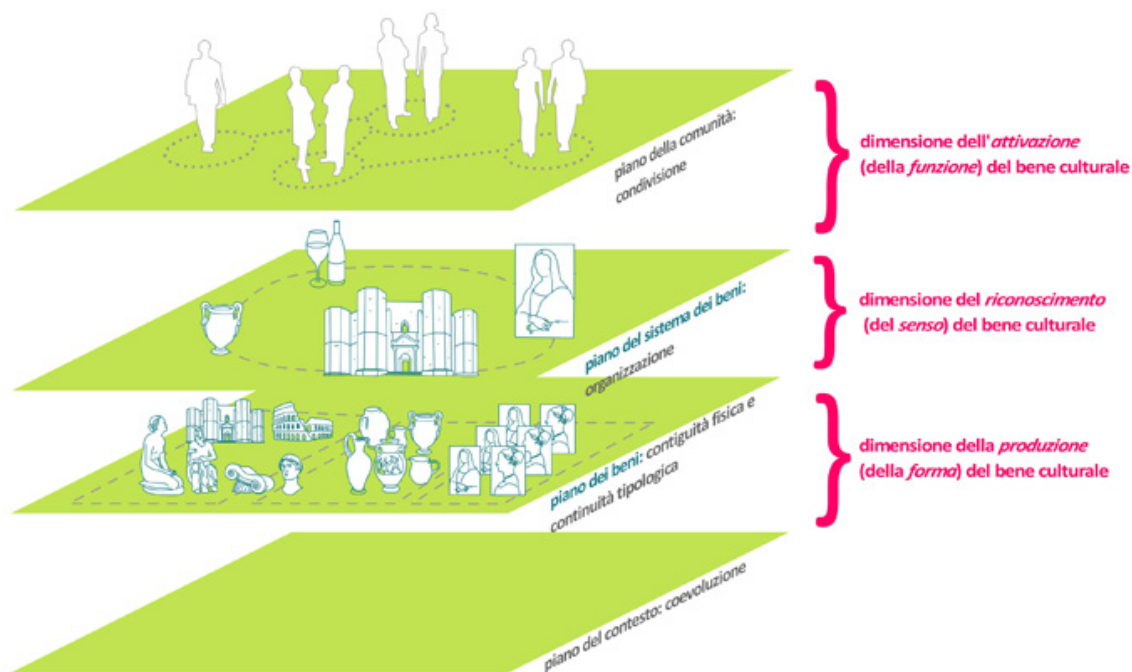 piano della comunità:
condivisione
dimensione dell'attivazione
(della funzione) del bene culturale
piano del sistema dei beni:
organizzazione
dimensione del riconoscimento
(del senso) del bene culturale
piano dei beni: contiguità fisica e
continuità tipologica
dimensione della produzione
(della forma) del bene culturale
piano del contesto: coevoluzione